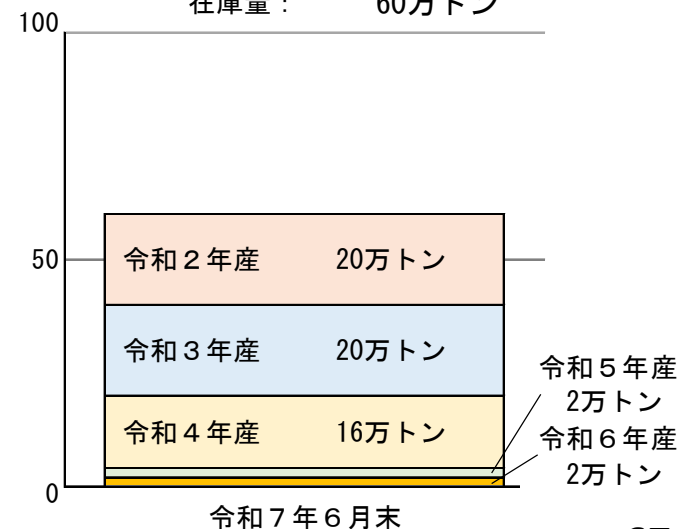 在庫量： 60万トン
100
50
令和２年産 20万トン
令和３年産 20万トン
令和５年産
2万トン
令和４年産 16万トン
令和６年産
2万トン
0
令和７年６月末